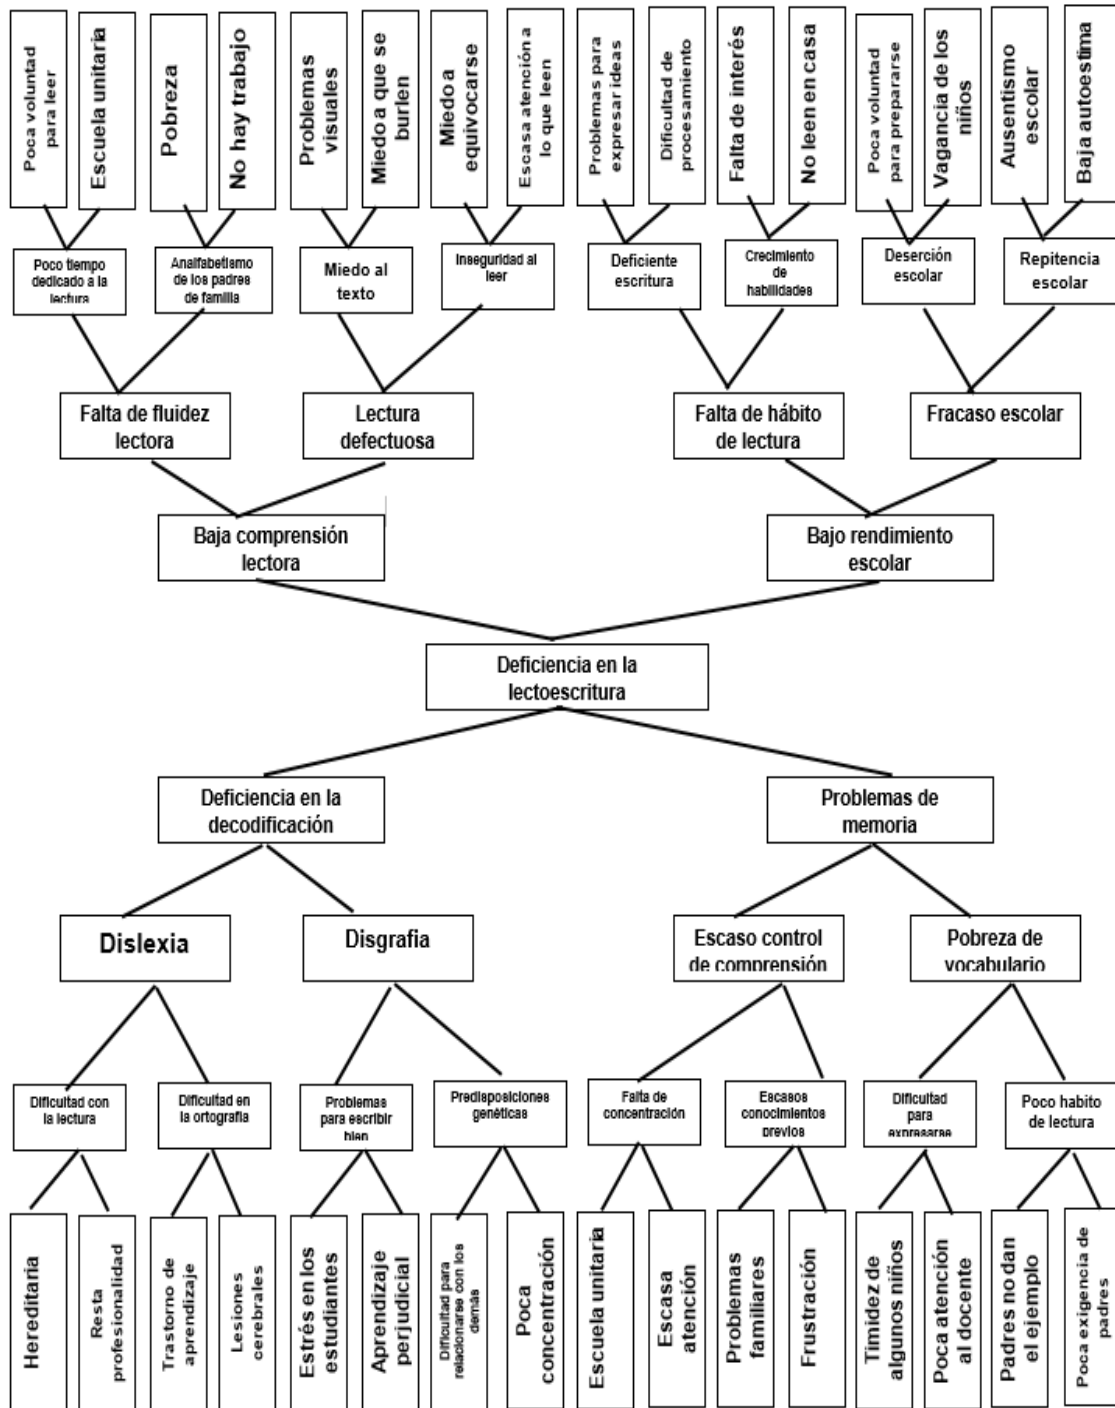 Poca voluntad
para leer
Escuela unitaria
Pobreza
No hay trabajo
Problemas
visuales
Miedo a que se
burlen
Miedo a
equivocarse
Escasa atención a
lo que leen
Problemas para
expresar ideas
Dificultad de
procesamiento
Falta de interés
No leen en casa
Poca voluntad
para prepararse
Vagancia de los
niños
Ausentismo
escolar
Baja autoestima
Poco tiempo
dedicado a la
lectura
Analfabetismo
de los padres
de familia
Miedo al
texto
Inseguridad al
leer
Deficiente
escritura
Crecimiento
de
habilidades
Deserción
escolar
Repitencia
escolar
Falta de fluidez
lectora
Lectura
defectuosa
Falta de hábito
de lectura
Fracaso escolar
Baja comprensión
lectora
Bajo rendimiento
escolar
Deficiencia en la
lectoescritura
Deficiencia en la
decodificación
Problemas de
memoria
Dislexia
Disgrafia
Escaso control
de comprensión
Pobreza de
vocabulario
Dificultad con
la lectura
Dificultad en
la ortografía
Problemas
para escribir
bien
Predisposiciones
genéticas
Falta de
concentración
Escasos
conocimientos
previos
Dificultad
para
expresarse
Poco habito
de lectura
Hereditaria
Resta
profesionalidad
Trastorno de
aprendizaje
Lesiones
cerebrales
Estrés en los
estudiantes
Aprendizaje
perjudicial
Dificultad para
relacionarse con los
demás
Poca
concentración
Escuela unitaria
Escasa
atención
Problemas
familiares
Frustración
Timidez de
algunos niños
Poca atención
al docente
Padres no dan
el ejemplo
Poca exigencia de
padres